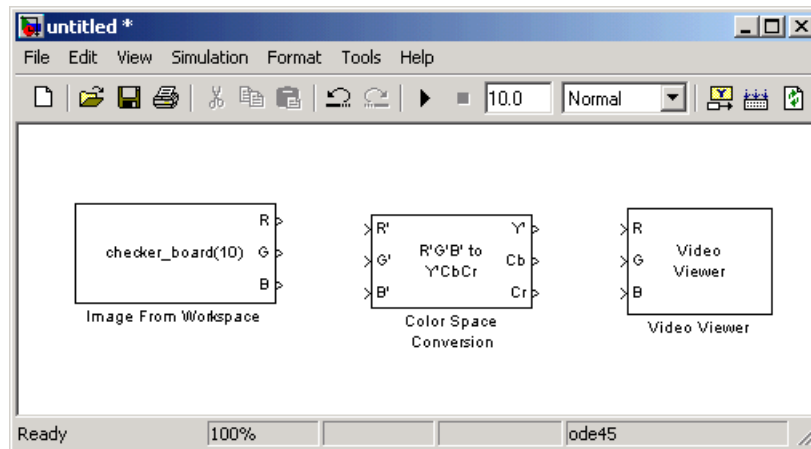 untitled *
File Edit View Simulation Format Tools Help
10.0 Normal
R
checker_board(10) G
B
Image From Workspace
R' Y'
G' R'G'B' to Y'CbCr Cb
B' Cr
Color Space
Conversion
R
G Video Viewer
B
Video Viewer
Ready 100% ode45